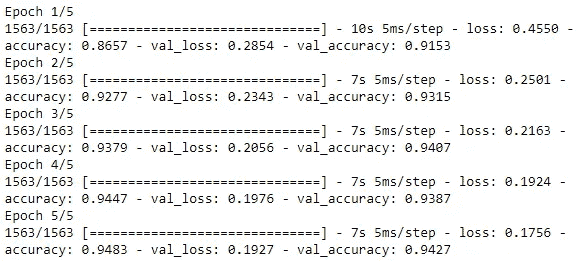 Epoch 1/5
1563/1563 [==============================] - 10s 5ms/step - loss: 0.4550 -
accuracy: 0.8657 - val_loss: 0.2854 - val_accuracy: 0.9153
Epoch 2/5
1563/1563 [==============================] - 7s 5ms/step - loss: 0.2501 -
accuracy: 0.9277 - val_loss: 0.2343 - val_accuracy: 0.9315
Epoch 3/5
1563/1563 [==============================] - 7s 5ms/step - loss: 0.2163 -
accuracy: 0.9379 - val_loss: 0.2056 - val_accuracy: 0.9407
Epoch 4/5
1563/1563 [==============================] - 7s 5ms/step - loss: 0.1924 -
accuracy: 0.9447 - val_loss: 0.1976 - val_accuracy: 0.9387
Epoch 5/5
1563/1563 [==============================] - 7s 5ms/step - loss: 0.1756 -
accuracy: 0.9483 - val_loss: 0.1927 - val_accuracy: 0.9427